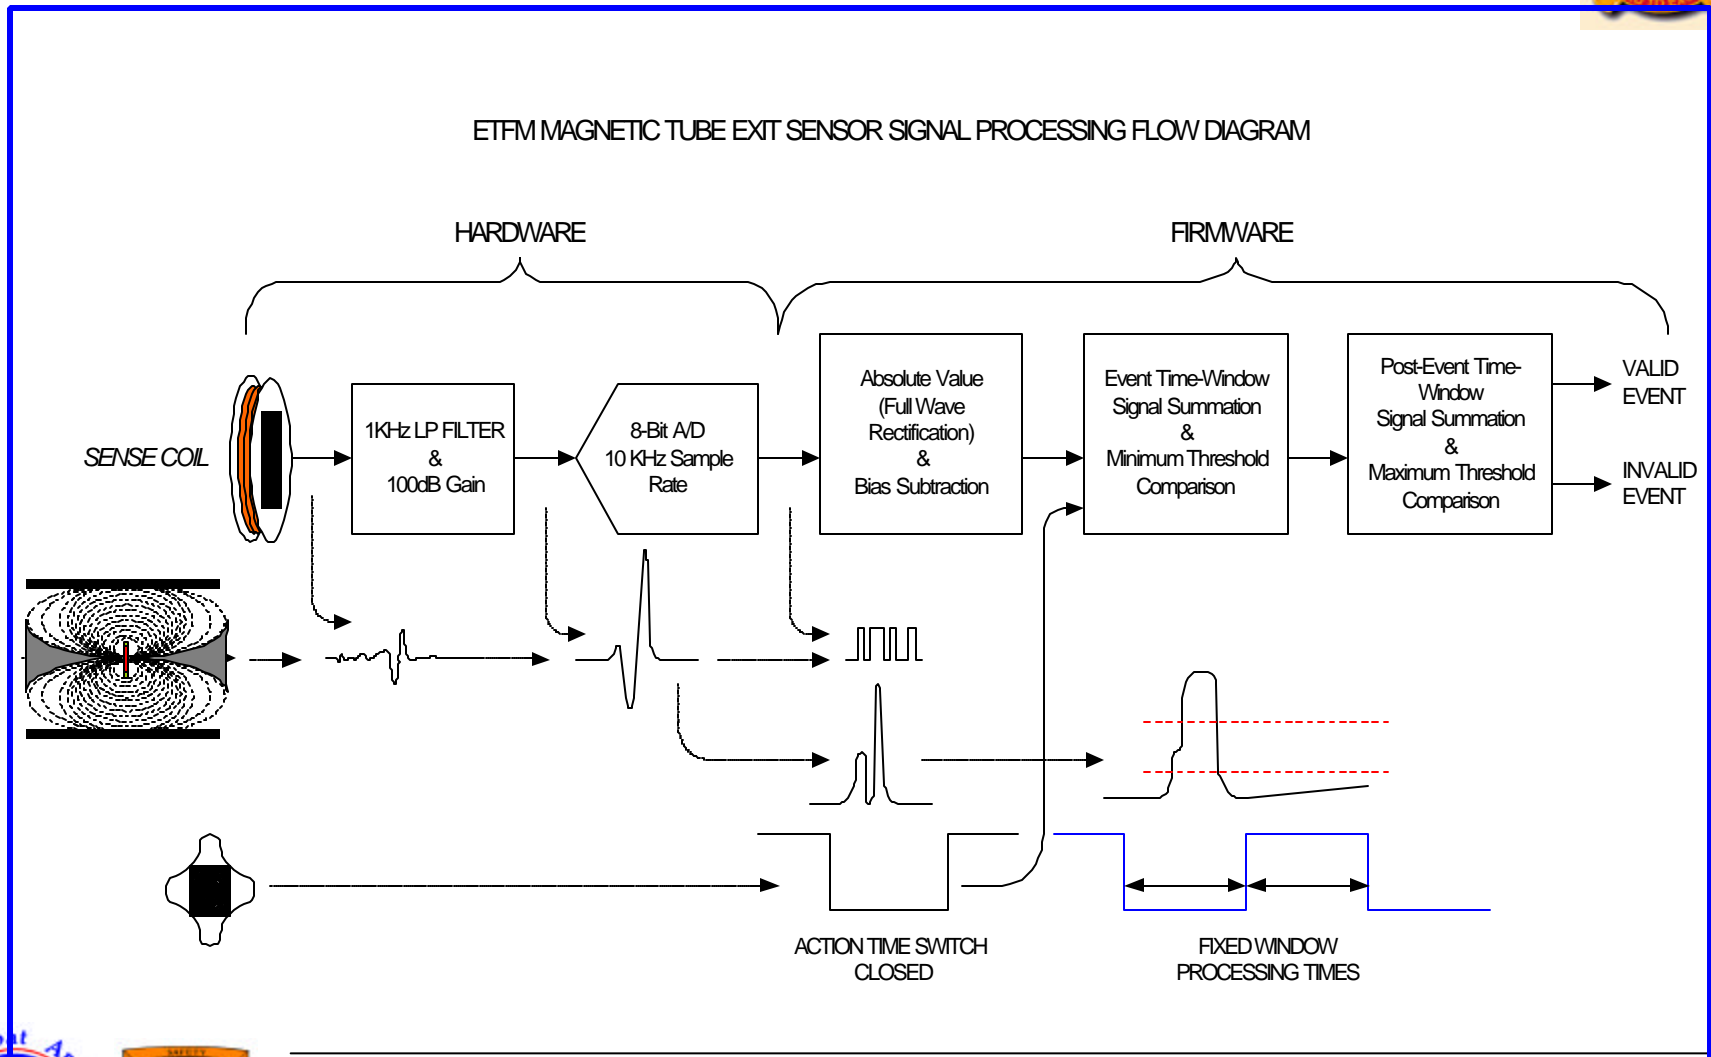 ETFM MAGNETIC TUBE EXIT SENSOR SIGNAL PROCESSING FLOW DIAGRAM
HARDWARE
FIRMWARE
SENSE COIL
1KHz LP FILTER
&
100dB Gain
8-Bit A/D
10 KHz Sample
Rate
Absolute Value
(Full Wave
Rectification)
&
Bias Subtraction
Event Time-Window
Signal Summation
&
Minimum Threshold
Comparison
Post-Event Time-
Window
Signal Summation
&
Maximum Threshold
Comparison
VALID
EVENT
INVALID
EVENT
ACTION TIME SWITCH
CLOSED
FIXED WINDOW
PROCESSING TIMES
SAFETY